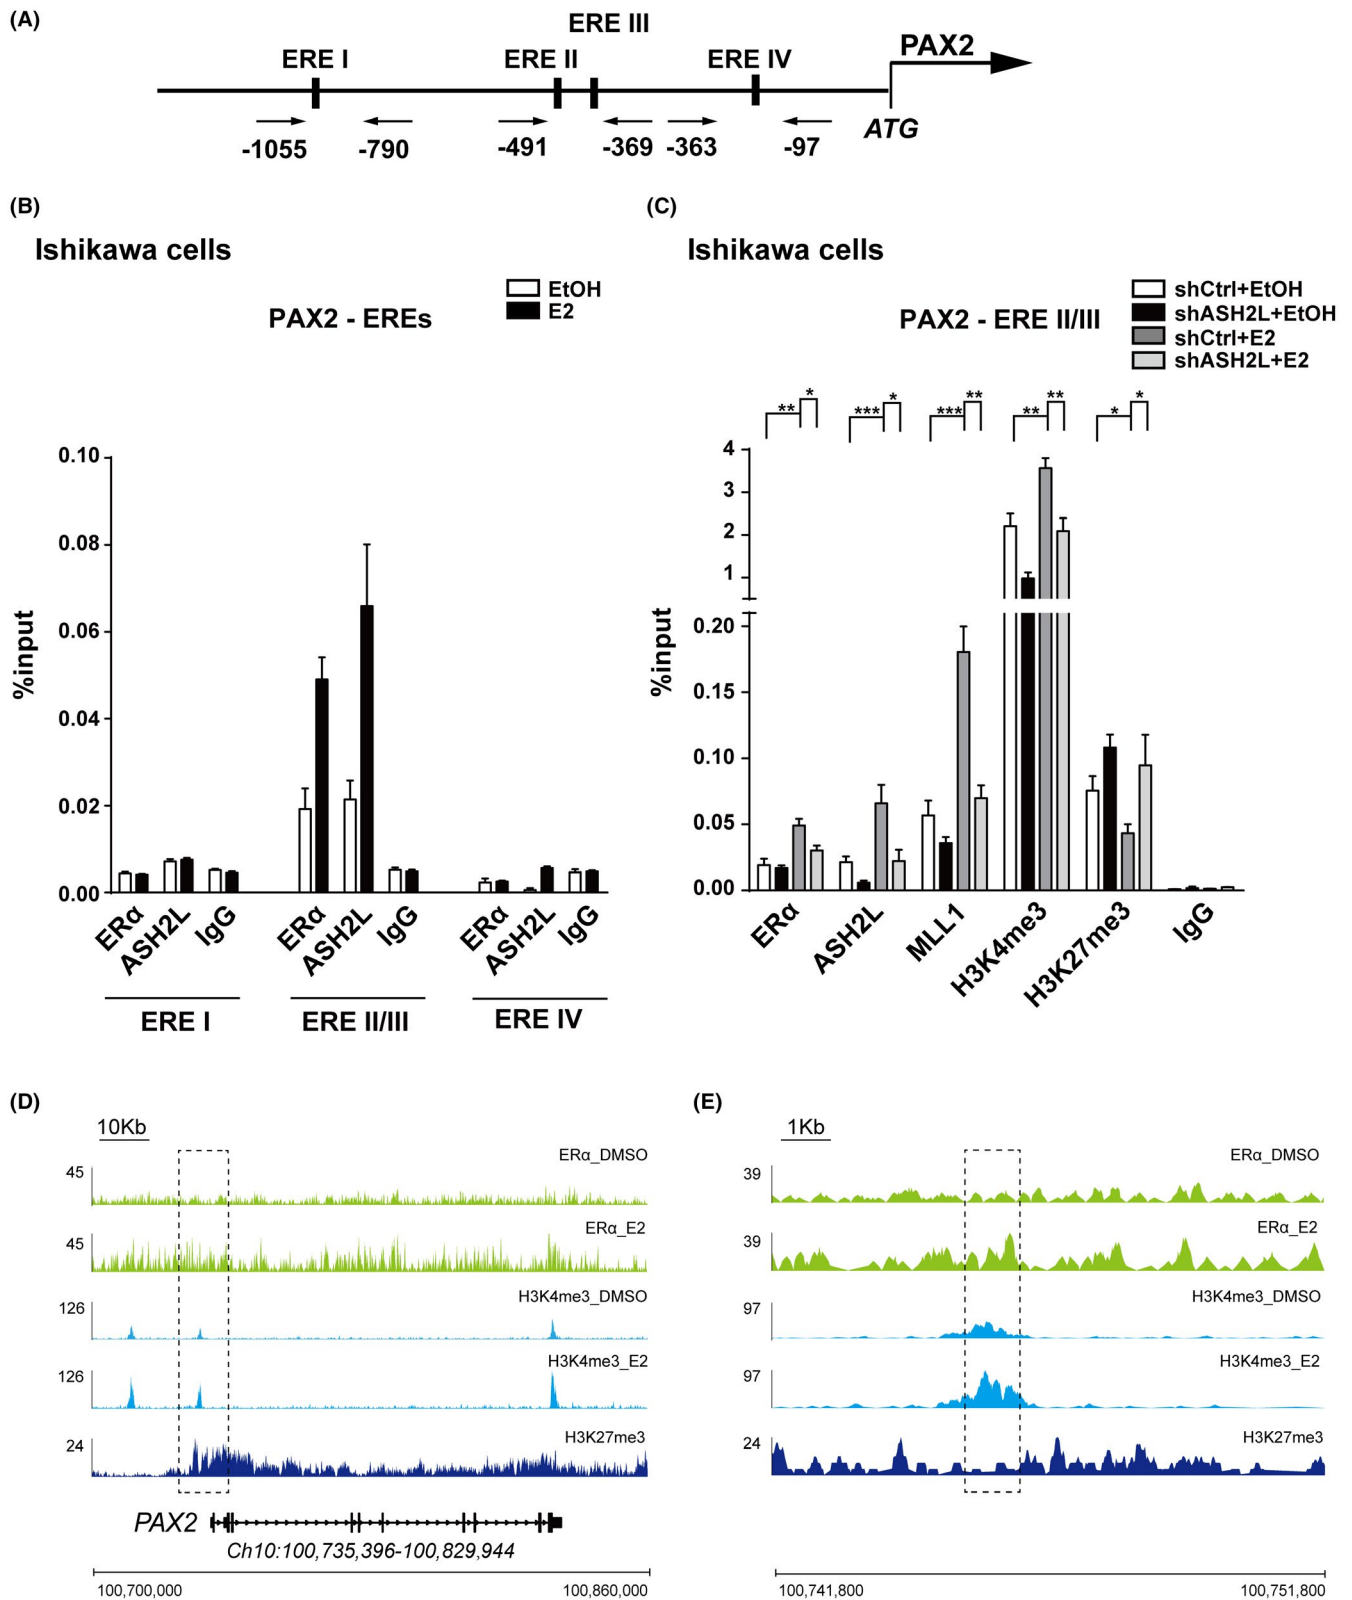 (A)
ERE III
ERE I
ERE II
ERE IV
PAX2
ATG
-1055
-790
-491
-369
-363
-97
(B)
Ishikawa cells
PAX2 - EREs
EtOH
E2
%input
0.10
0.08
0.06
0.04
0.02
0.00
ERα
ASH2L
IgG
ERα
ASH2L
IgG
ERα
ASH2L
IgG
ERE I
ERE II/III
ERE IV
(C)
Ishikawa cells
PAX2 - ERE II/III
shCtrl+EtOH
shASH2L+EtOH
shCtrl+E2
shASH2L+E2
** *
*** *
*** **
** **
* *
%input
4
3
2
1
0.20
0.15
0.10
0.05
0.00
ERα
ASH2L
MLL1
H3K4me3
H3K27me3
IgG
(D)
10Kb
ERα_DMSO
45
ERα_E2
45
H3K4me3_DMSO
126
H3K4me3_E2
126
H3K27me3
24
PAX2
Ch10:100,735,396-100,829,944
100,700,000
100,860,000
(E)
1Kb
ERα_DMSO
39
ERα_E2
39
H3K4me3_DMSO
97
H3K4me3_E2
97
H3K27me3
24
100,741,800
100,751,800